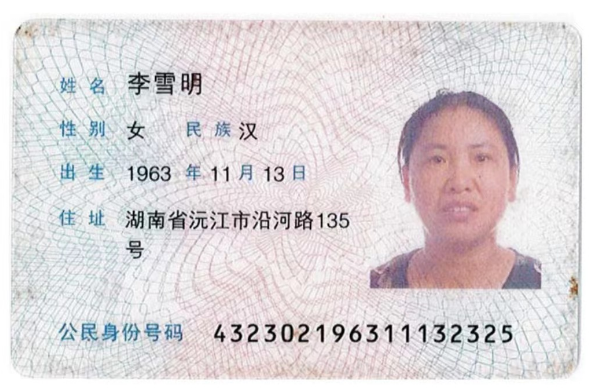 姓名 李雪明
性别 女 民族 汉
出生 1963 年 11 月 13 日
住址 湖南省沅江市沿河路135
号
公民身份号码 432302196311132325